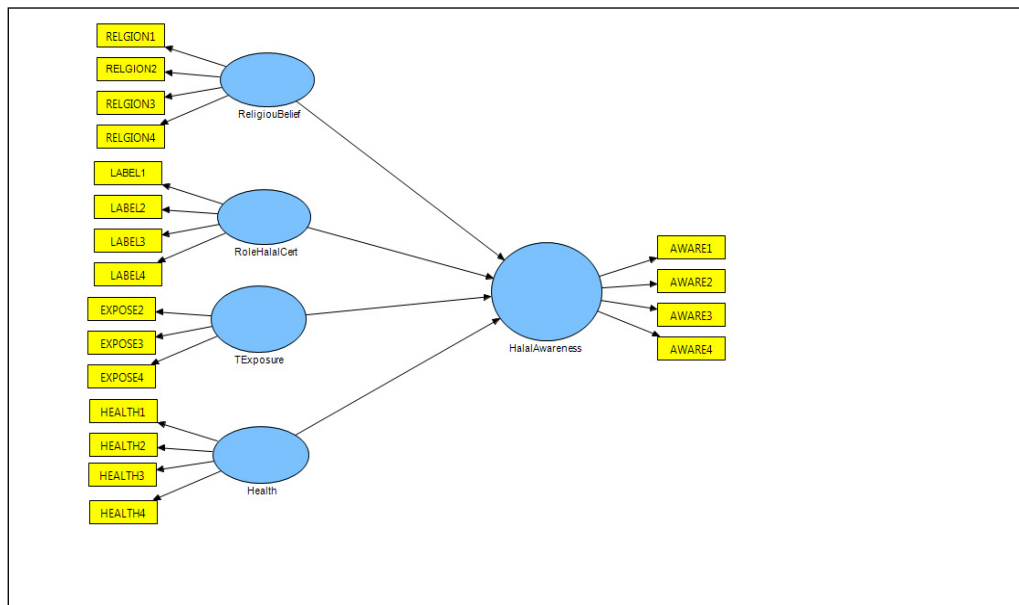 RELGION1
RELGION2
RELGION3
RELGION4
ReligiouBelief
LABEL1
LABEL2
LABEL3
LABEL4
RoleHalalCert
EXPOSE2
EXPOSE3
EXPOSE4
TExposure
HEALTH1
HEALTH2
HEALTH3
HEALTH4
Health
HalalAwareness
AWARE1
AWARE2
AWARE3
AWARE4